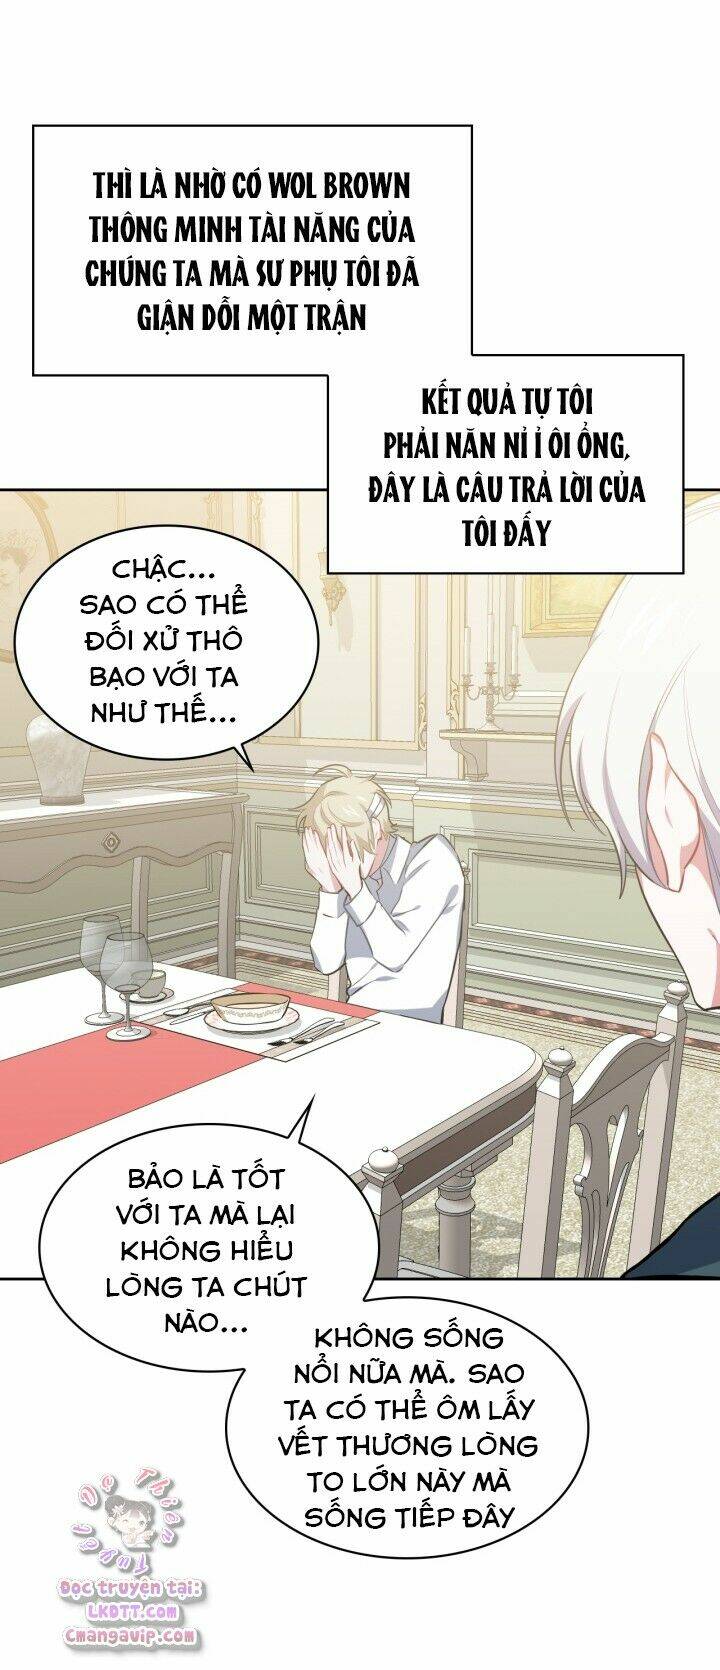 THÌ LÀ NHỜ CÓ WOL BROWN
THÔNG MINH TÀI NĂNG CỦA
CHÚNG TA MÀ SƯ PHỤ TÔI ĐÃ
GIẬN DỖI MỘT TRẬN
KẾT QUẢ TỰ TÔI
PHẢI NĂN NỈ Ỉ ÔI ỔNG,
ĐÂY LÀ CÂU TRẢ LỜI CỦA
TÔI ĐẤY
CHẬC...
SAO CÓ THỂ
ĐỐI XỬ THÔ
BẠO VỚI TA
NHƯ THẾ...
BẢO LÀ TỐT
VỚI TA MÀ LẠI
KHÔNG HIỂU
LÒNG TA CHÚT
NÀO...
KHÔNG SỐNG
NỔI NỮA MÀ. SAO
TA CÓ THỂ ÔM LẤY
VẾT THƯƠNG LÒNG
TO LỚN NÀY MÀ
SỐNG TIẾP ĐÂY
Dạ Thiên
Tuyết
Đọc truyện tại:
LKDTT.com
Cmangavip.com